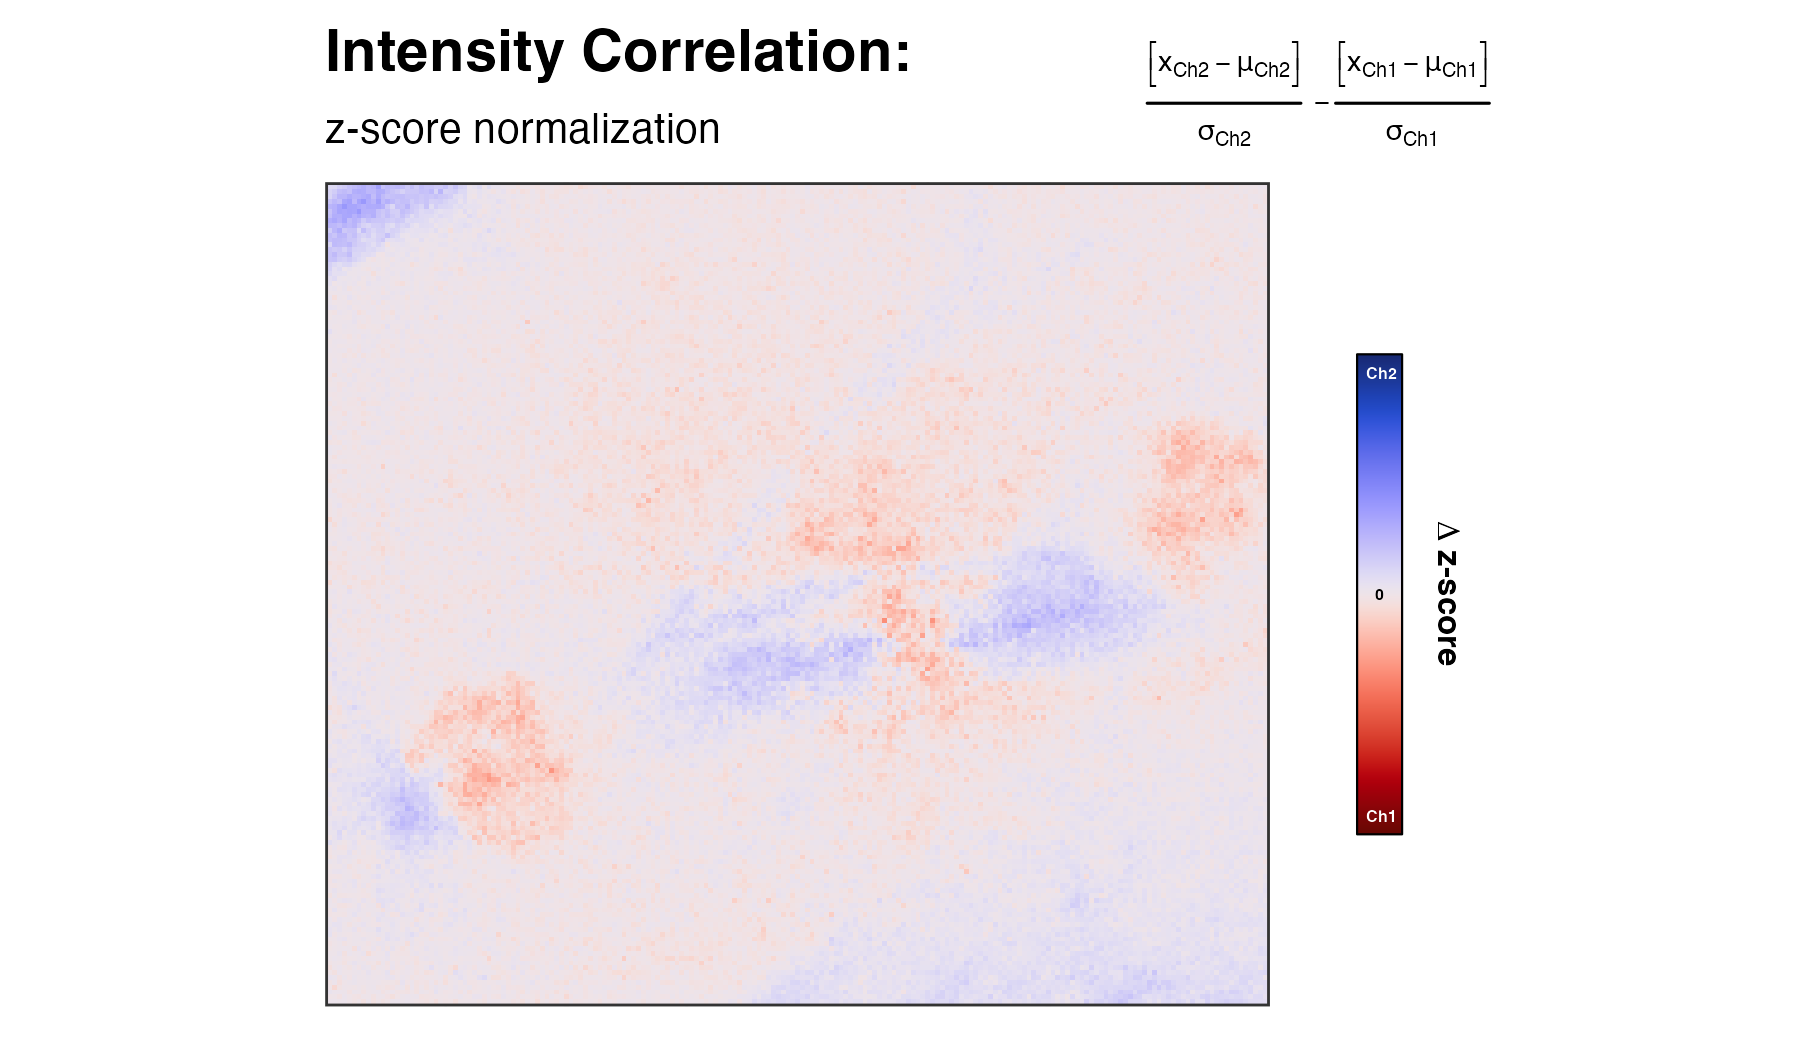 Intensity Correlation:
z-score normalization
[xCh2 – μCh2] [xCh1 – μCh1]
–
σCh2 σCh1
Ch2
0
Ch1
Δ z-score